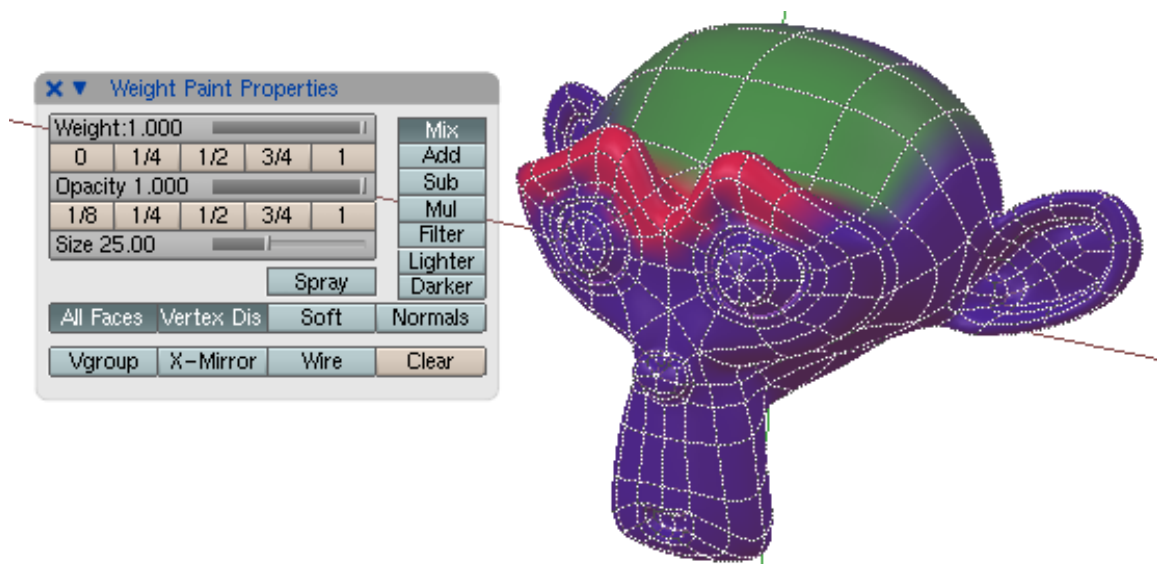 Weight Paint Properties
Weight:1.000
0 1/4 1/2 3/4 1
Opacity 1.000
1/8 1/4 1/2 3/4 1
Size 25.00
Spray
Mix
Add
Sub
Mul
Filter
Lighter
Darker
All Faces Vertex Dis Soft Normals
Vgroup X-Mirror Wire Clear